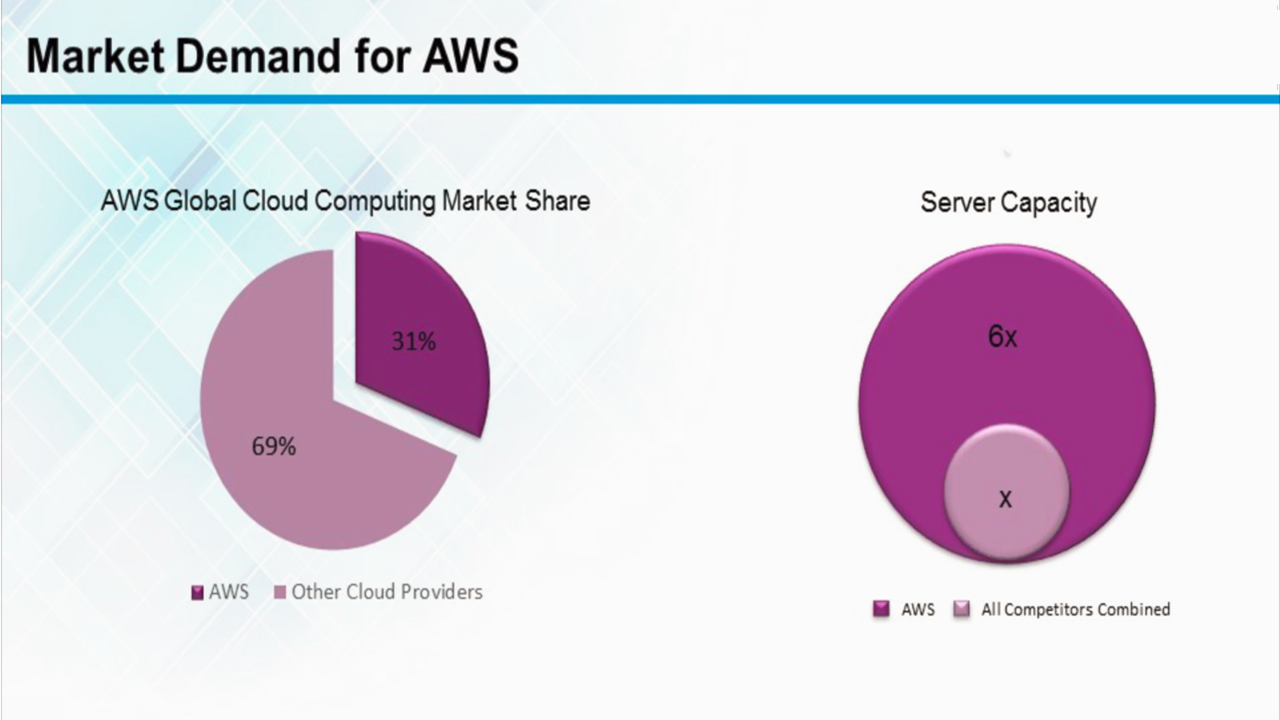 Market Demand for AWS
AWS Global Cloud Computing Market Share
31%
69%
AWS
Other Cloud Providers
Server Capacity
6x
x
AWS
All Competitors Combined